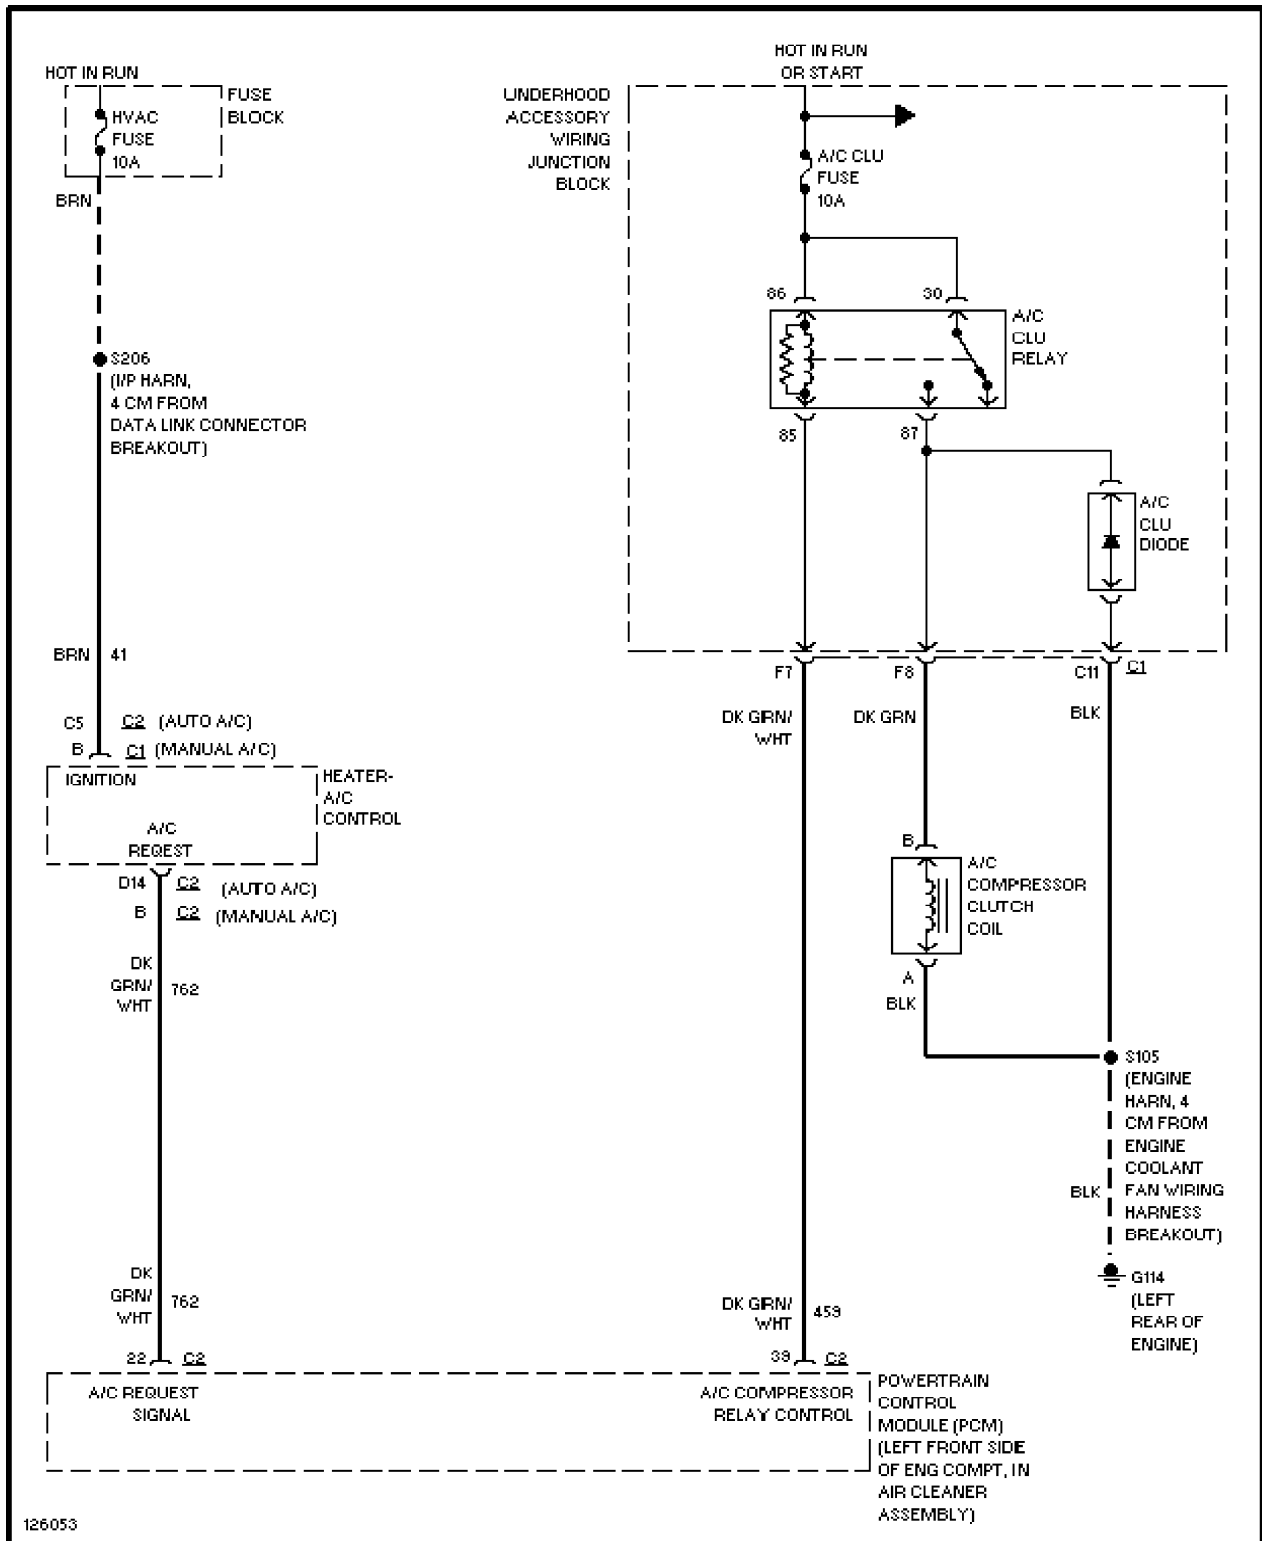 HOT IN RUN
HVAC
FUSE
10A
FUSE
BLOCK
BRN
S206
(I/P HARN,
4 CM FROM
DATA LINK CONNECTOR
BREAKOUT)
BRN 41
C5 C2 (AUTO A/C)
B C1 (MANUAL A/C)
IGNITION
A/C
REQEST
HEATER-
A/C
CONTROL
D14 C2 (AUTO A/C)
B C2 (MANUAL A/C)
DK
GRN/
WHT
762
DK
GRN/
WHT
762
22 C2
A/C REQUEST
SIGNAL
HOT IN RUN
OR START
UNDERHOOD
ACCESSORY
WIRING
JUNCTION
BLOCK
A/C CLU
FUSE
10A
86
30
A/C
CLU
RELAY
85
87
A/C
CLU
DIODE
F7
F8
C11 C1
DK GRN/
WHT
DK GRN
BLK
B
A/C
COMPRESSOR
CLUTCH
COIL
A
BLK
S105
(ENGINE
HARN, 4
CM FROM
ENGINE
COOLANT
FAN WIRING
HARNESS
BREAKOUT)
BLK
G114
(LEFT
REAR OF
ENGINE)
DK GRN/
WHT
459
39 C2
A/C COMPRESSOR
RELAY CONTROL
POWERTRAIN
CONTROL
MODULE (PCM)
(LEFT FRONT SIDE
OF ENG COMPT, IN
AIR CLEANER
ASSEMBLY)
126053